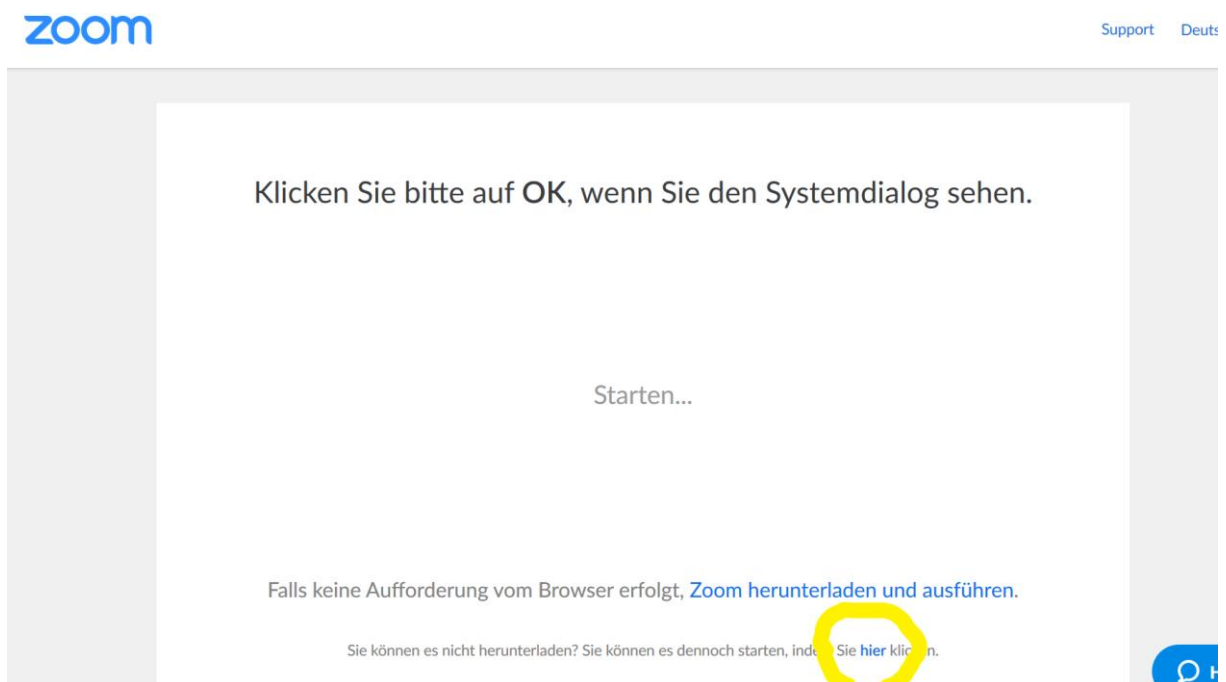 zoom
Support Deuts
Klicken Sie bitte auf OK, wenn Sie den Systemdialog sehen.
Starten...
Falls keine Aufforderung vom Browser erfolgt, Zoom herunterladen und ausführen.
Sie können es nicht herunterladen? Sie können es dennoch starten, Sie hier
H